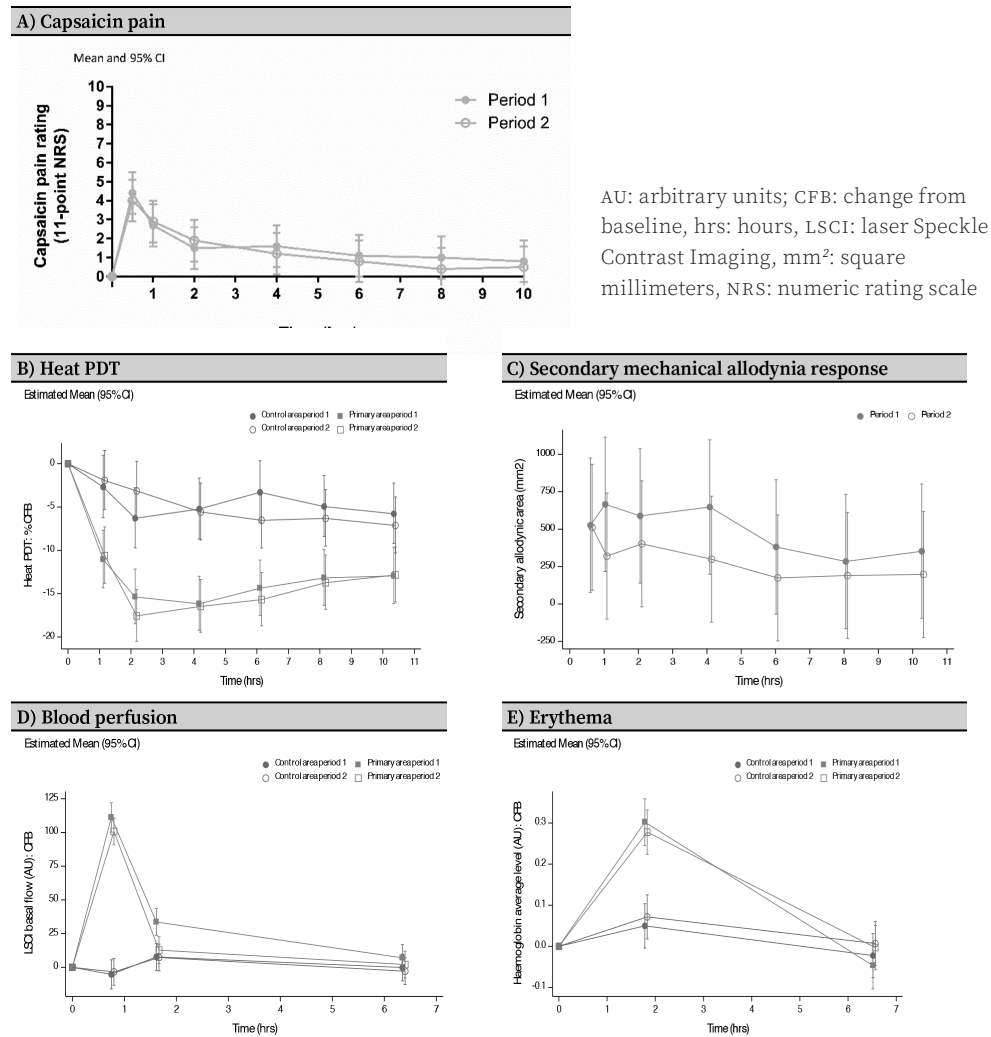 A) Capsaicin pain
Mean and 95% CI
Capsaicin pain rating
(11-point NRS)
10
9
8
7
6
5
4
3
2
1
0
Period 1
Period 2
1 2 3 4 5 6 7 8 9 10
AU: arbitrary units; CFB: change from
baseline, hrs: hours, LSCI: laser Speckle
Contrast Imaging, mm²: square
millimeters, NRS: numeric rating scale
B) Heat PDT
Estimated Mean (95%CI)
Control area period 1 Primary area period 1
Control area period 2 Primary area period 2
Heat PDT: %CFB
0
-5
-10
-15
-20
0 1 2 3 4 5 6 7 8 9 10 11
Time (hrs)
C) Secondary mechanical allodynia response
Estimated Mean (95%CI)
Period 1 Period 2
Secondary allodynic area (mm2)
1000
750
500
250
0
-250
0 1 2 3 4 5 6 7 8 9 10 11
Time (hrs)
D) Blood perfusion
Estimated Mean (95%CI)
Control area period 1 Primary area period 1
Control area period 2 Primary area period 2
LSCI basal flow (AU): CFB
125
100
75
50
25
0
0 1 2 3 4 5 6 7
Time (hrs)
E) Erythema
Estimated Mean (95%CI)
Control area period 1 Primary area period 1
Control area period 2 Primary area period 2
Haemoglobin average level (AU): CFB
0.3
0.2
0.1
0.0
-0.1
0 1 2 3 4 5 6 7
Time (hrs)